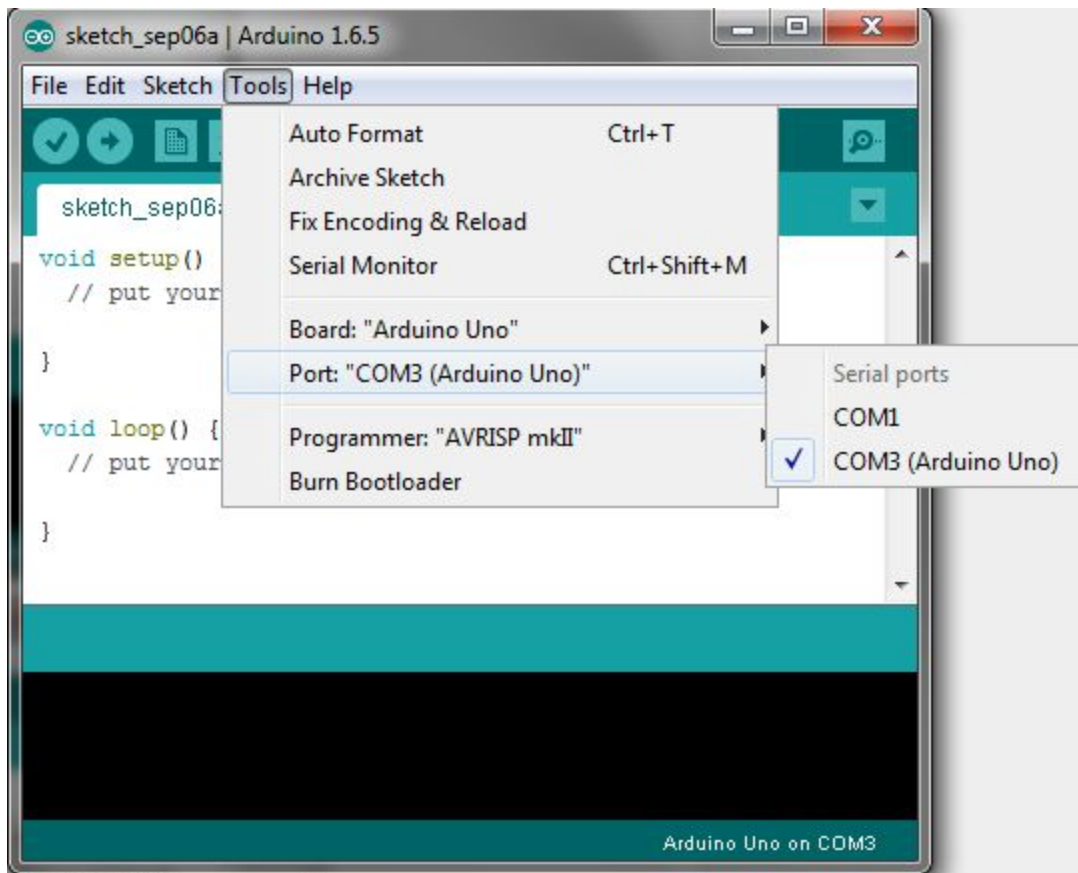 sketch_sep06a | Arduino 1.6.5
File Edit Sketch Tools Help
Auto Format Ctrl+T
Archive Sketch
sketch_sep06a
Fix Encoding & Reload
void setup()
Serial Monitor Ctrl+Shift+M
// put your
Board: "Arduino Uno"
}
Port: "COM3 (Arduino Uno)"
Serial ports
COM1
void loop() {
Programmer: "AVRISP mkII"
// put your
COM3 (Arduino Uno)
Burn Bootloader
}
Arduino Uno on COM3